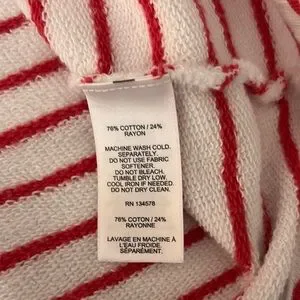 76% COTTON / 24%
RAYON
MACHINE WASH COLD.
SEPARATELY.
DO NOT USE FABRIC
SOFTENER.
DO NOT BLEACH.
TUMBLE DRY LOW.
COOL IRON IF NEEDED.
DO NOT DRY CLEAN.
RN 134578
76% COTON / 24%
RAYONNE
LAVAGE EN MACHINE À
L'EAU FROIDE.
SÉPARÉMENT.